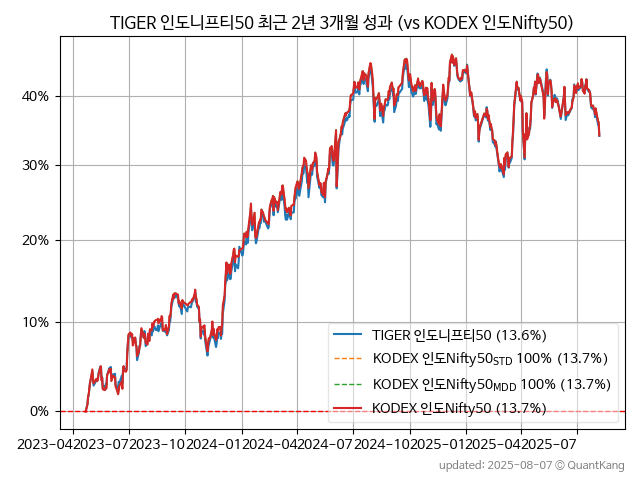 TIGER 인도니프티50 최근 2년 3개월 성과 (vs KODEX 인도Nifty50)
40%
30%
20%
10%
0%
TIGER 인도니프티50 (13.6%)
KODEX 인도Nifty50STD 100% (13.7%)
KODEX 인도Nifty50MDD 100% (13.7%)
KODEX 인도Nifty50 (13.7%)
2023-04 2023-07 2023-10 2024-01 2024-04 2024-07 2024-10 2025-01 2025-04 2025-07
updated: 2025-08-07 © QuantKang